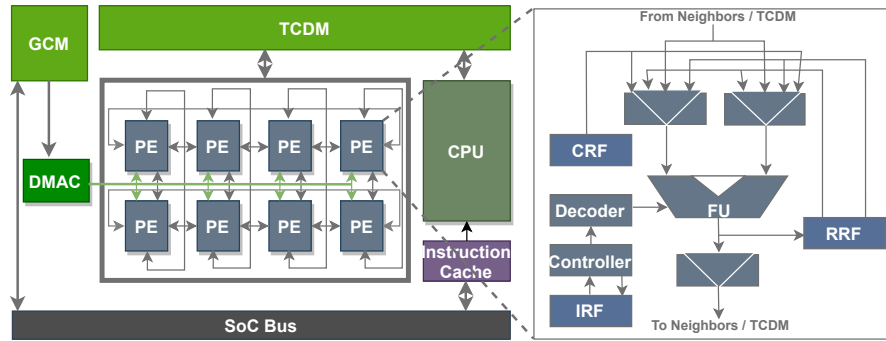 GCM
TCDM
PE PE PE PE
CPU
DMAC
PE PE PE PE
Instruction
Cache
SoC Bus
From Neighbors / TCDM
CRF
FU
Decoder
RRF
Controller
IRF
To Neighbors / TCDM